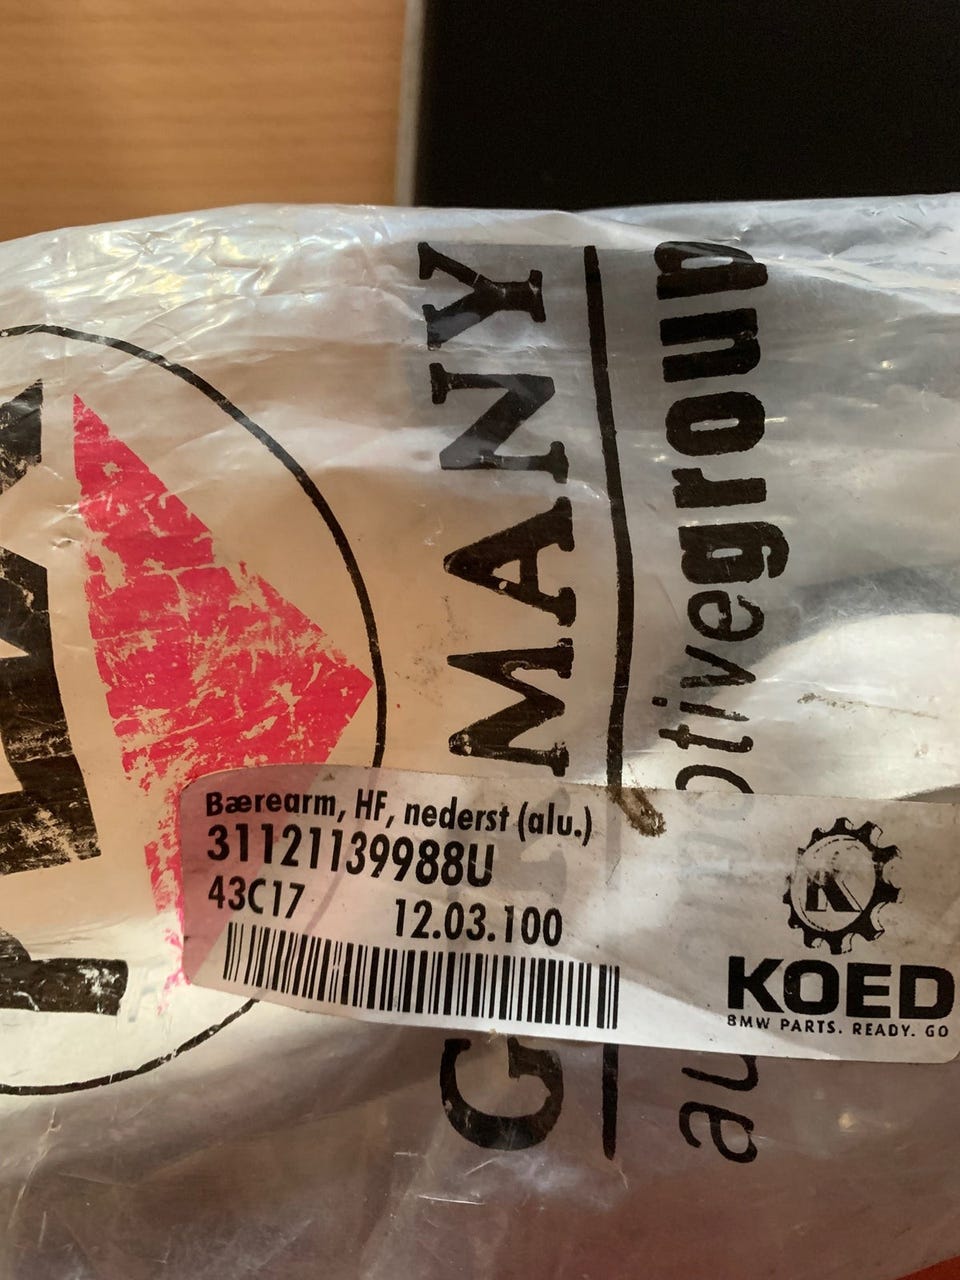 GERMANY
automotivegroup
Bærearm, HF, nederst (alu.)
31121139988U
43C17 12.03.100
K
KOED
BMW PARTS. READY. GO